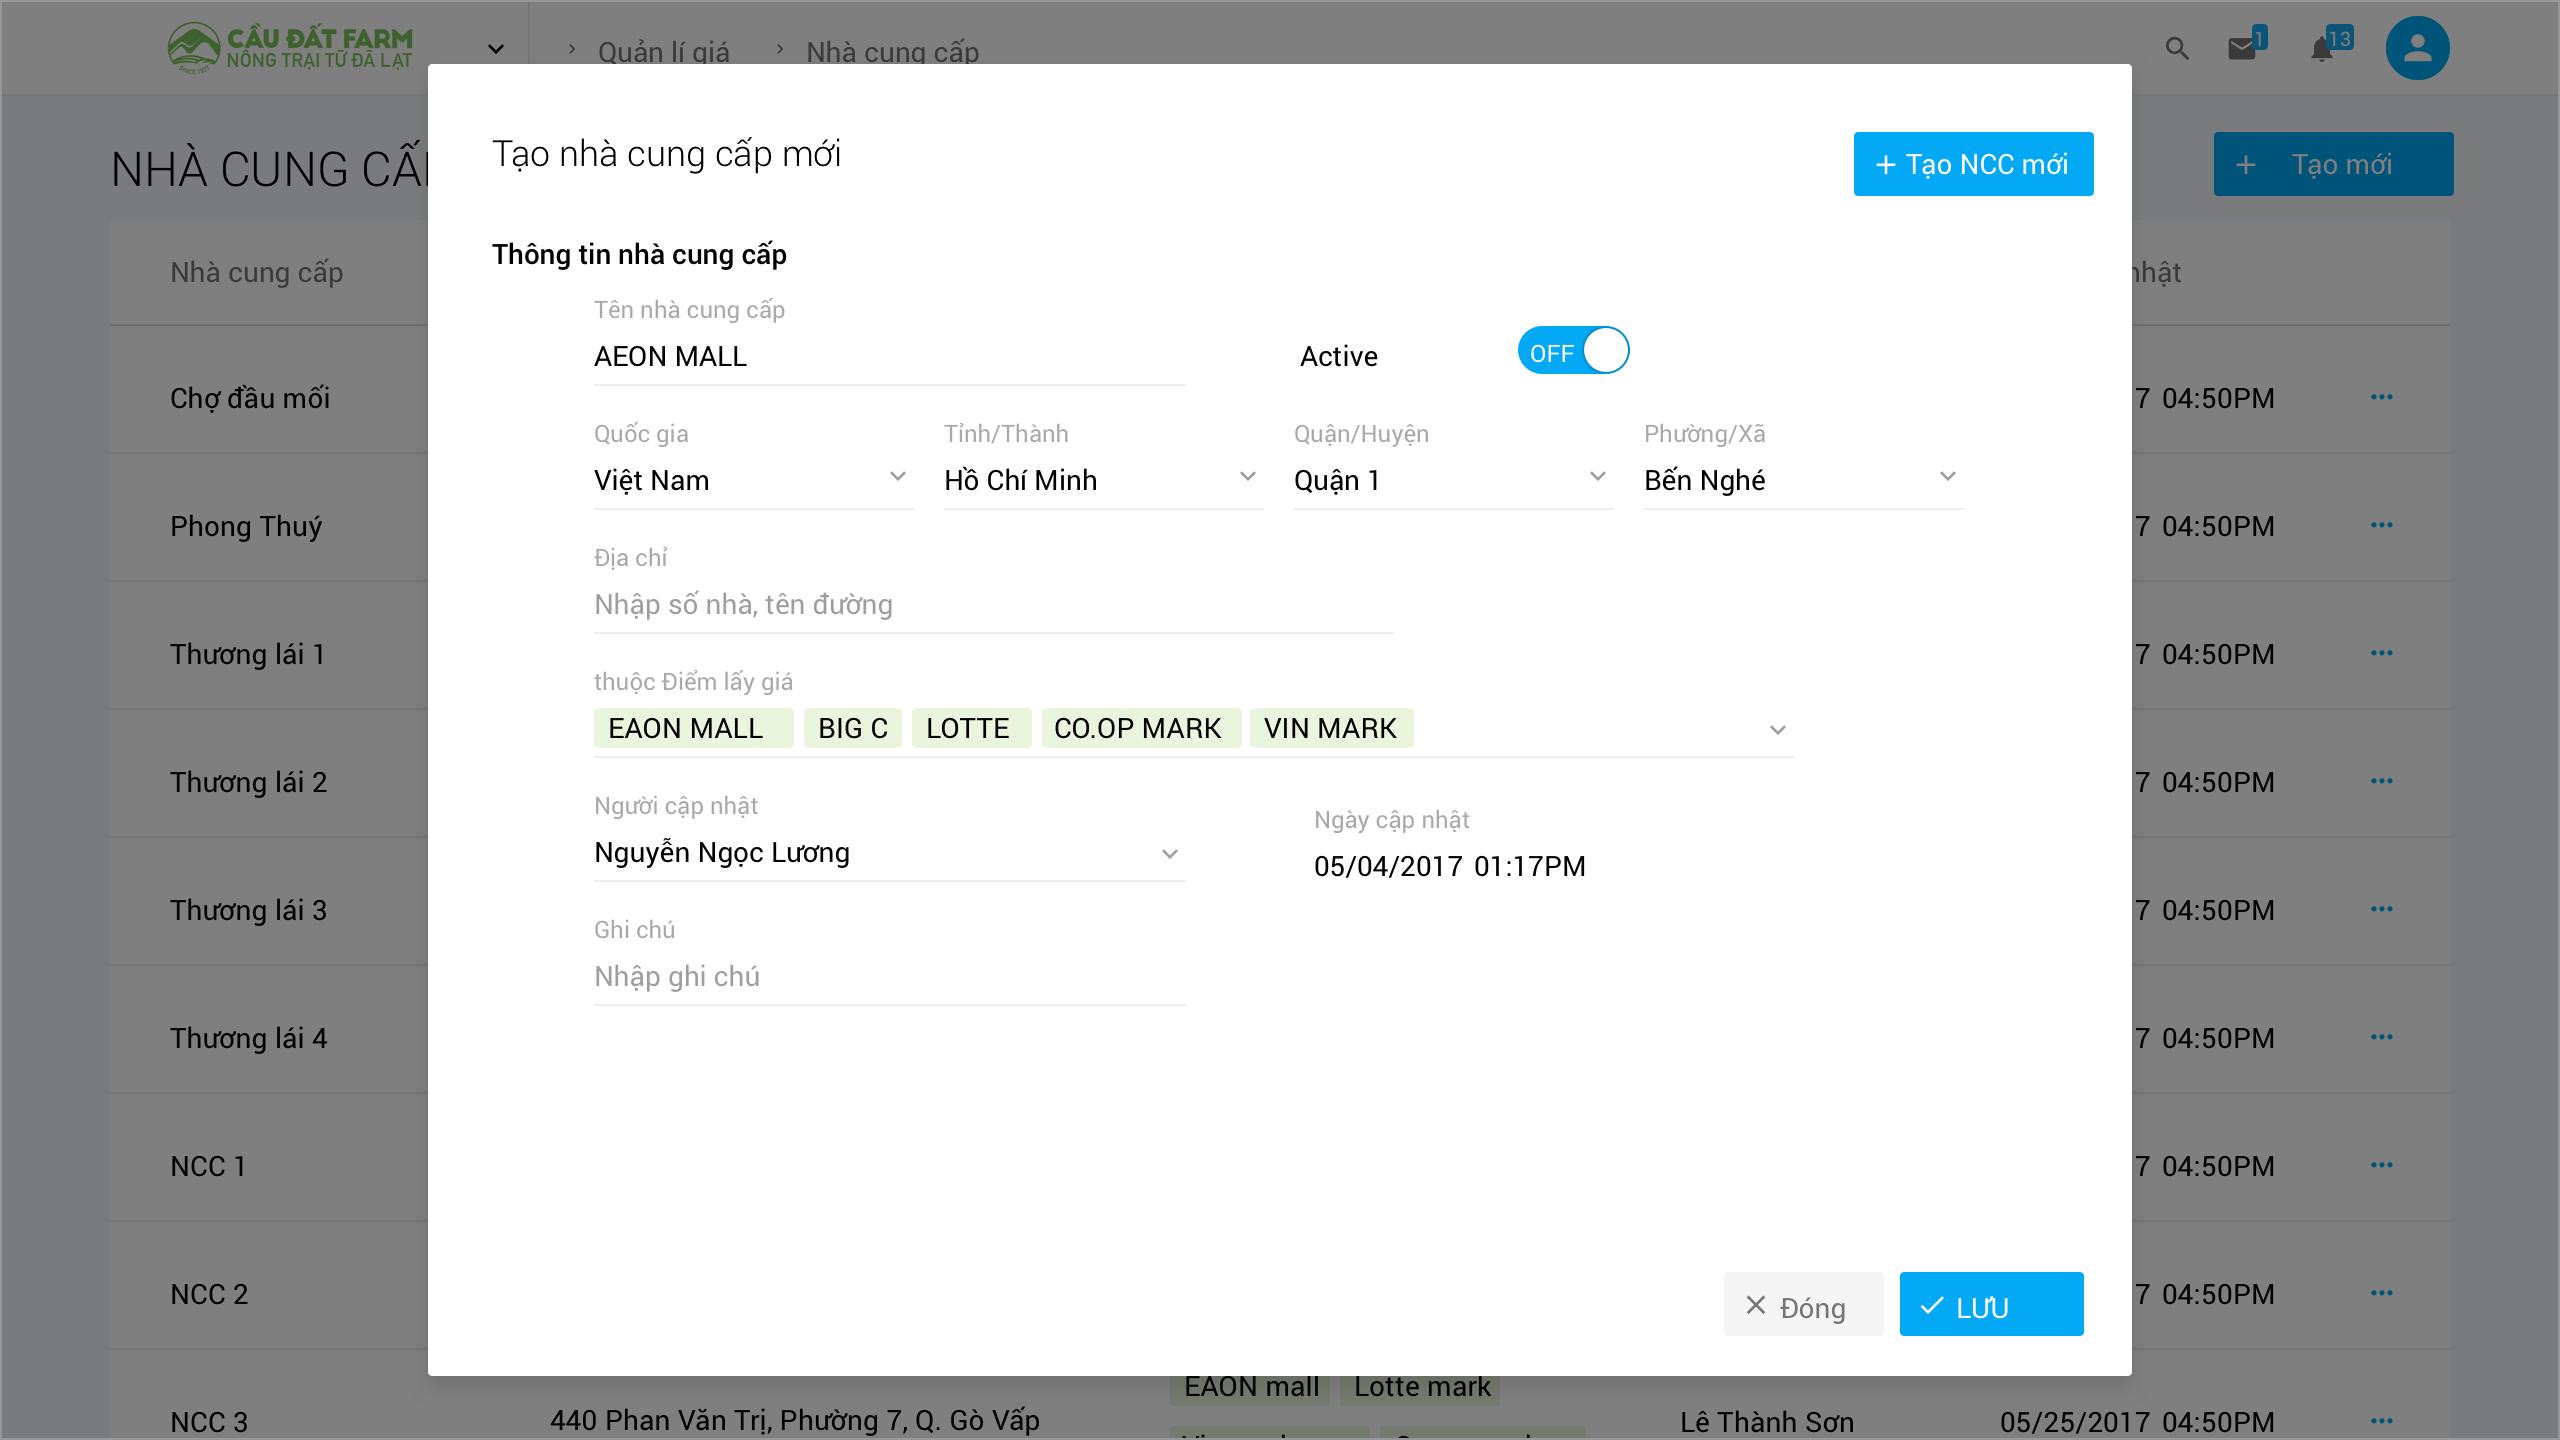 CẦU ĐẤT FARM
NÔNG TRẠI TỪ ĐÀ LẠT
SINCE 1927
Quản lí giá
Nhà cung cấp
1
13
NHÀ CUNG CẤ
+ Tạo mới
Tạo nhà cung cấp mới
+ Tạo NCC mới
Thông tin nhà cung cấp
Nhà cung cấp
nhật
Tên nhà cung cấp
AEON MALL
Active
OFF
Chợ đầu mối
7 04:50PM
Quốc gia
Tỉnh/Thành
Quận/Huyện
Phường/Xã
Việt Nam
Hồ Chí Minh
Quận 1
Bến Nghé
Phong Thuý
7 04:50PM
Địa chỉ
Nhập số nhà, tên đường
Thương lái 1
7 04:50PM
thuộc Điểm lấy giá
EAON MALL
BIG C
LOTTE
CO.OP MARK
VIN MARK
Thương lái 2
7 04:50PM
Người cập nhật
Ngày cập nhật
Nguyễn Ngọc Lương
05/04/2017 01:17PM
Thương lái 3
7 04:50PM
Ghi chú
Nhập ghi chú
Thương lái 4
7 04:50PM
NCC 1
7 04:50PM
NCC 2
7 04:50PM
Đóng
LƯU
EAON mall
Lotte mark
NCC 3
440 Phan Văn Trị, Phường 7, Q. Gò Vấp
Lê Thành Sơn
05/25/2017 04:50PM